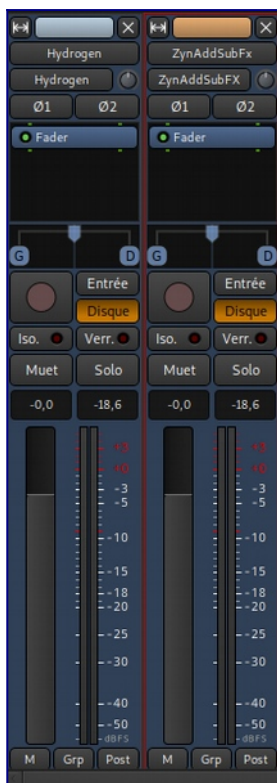 Hydrogen
Hydrogen
Ø1 Ø2
Fader
G D
Entrée
Disque
Iso. Verr.
Muet Solo
-0,0 -18,6
-3
-5
-10
-15
-18
-20
-25
-30
-40
-50
dBFS
M Grp Post
ZynAddSubFx
ZynAddSubFX
Ø1 Ø2
Fader
G D
Entrée
Disque
Iso. Verr.
Muet Solo
-0,0 -18,6
-3
-5
-10
-15
-18
-20
-25
-30
-40
-50
dBFS
M Grp Post